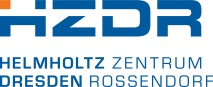 HZDR
HELMHOLTZ ZENTRUM
DRESDEN ROSSENDORF